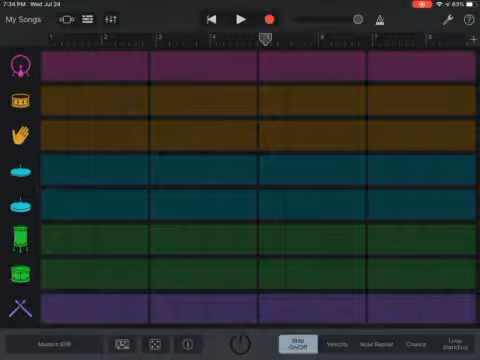 7:34 PM Wed Jul 24
63%
My Songs
1 2 3 4 5 6 7 8 +
Modern 808
Step On/Off
Velocity
Note Repeat
Chance
Loop Start/End